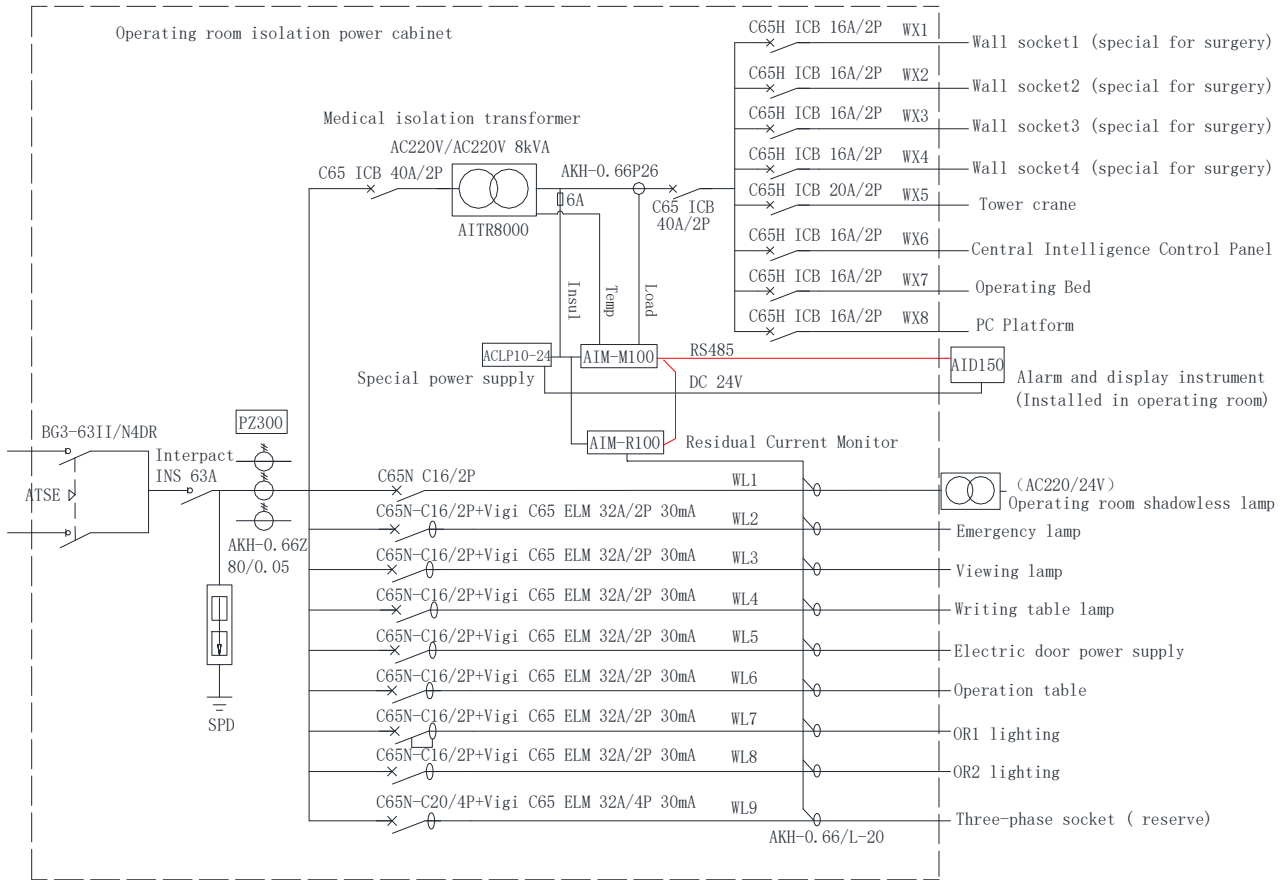 Operating room isolation power cabinet
C65H ICB 16A/2P WX1
Wall socket1 (special for surgery)
C65H ICB 16A/2P WX2
Wall socket2 (special for surgery)
C65H ICB 16A/2P WX3
Wall socket3 (special for surgery)
C65H ICB 16A/2P WX4
Wall socket4 (special for surgery)
C65H ICB 20A/2P WX5
Tower crane
C65H ICB 16A/2P WX6
Central Intelligence Control Panel
C65H ICB 16A/2P WX7
Operating Bed
C65H ICB 16A/2P WX8
PC Platform
Medical isolation transformer
AC220V/AC220V 8kVA
C65 ICB 40A/2P
AITR8000
AKH-0.66P26
6A
C65 ICB
40A/2P
Insul
Temp
Load
ACLP10-24
Special power supply
AIM-M100
RS485
DC 24V
AID150
Alarm and display instrument
(Installed in operating room)
AIM-R100
Residual Current Monitor
BG3-63II/N4DR
ATSE
Interpact
INS 63A
PZ300
AKH-0.66Z
80/0.05
SPD
C65N C16/2P
WL1
(AC220/24V)
Operating room shadowless lamp
C65N-C16/2P+Vigi C65 ELM 32A/2P 30mA WL2
Emergency lamp
C65N-C16/2P+Vigi C65 ELM 32A/2P 30mA WL3
Viewing lamp
C65N-C16/2P+Vigi C65 ELM 32A/2P 30mA WL4
Writing table lamp
C65N-C16/2P+Vigi C65 ELM 32A/2P 30mA WL5
Electric door power supply
C65N-C16/2P+Vigi C65 ELM 32A/2P 30mA WL6
Operation table
C65N-C16/2P+Vigi C65 ELM 32A/2P 30mA WL7
OR1 lighting
C65N-C16/2P+Vigi C65 ELM 32A/2P 30mA WL8
OR2 lighting
C65N-C20/4P+Vigi C65 ELM 32A/4P 30mA WL9
Three-phase socket ( reserve)
AKH-0.66/L-20